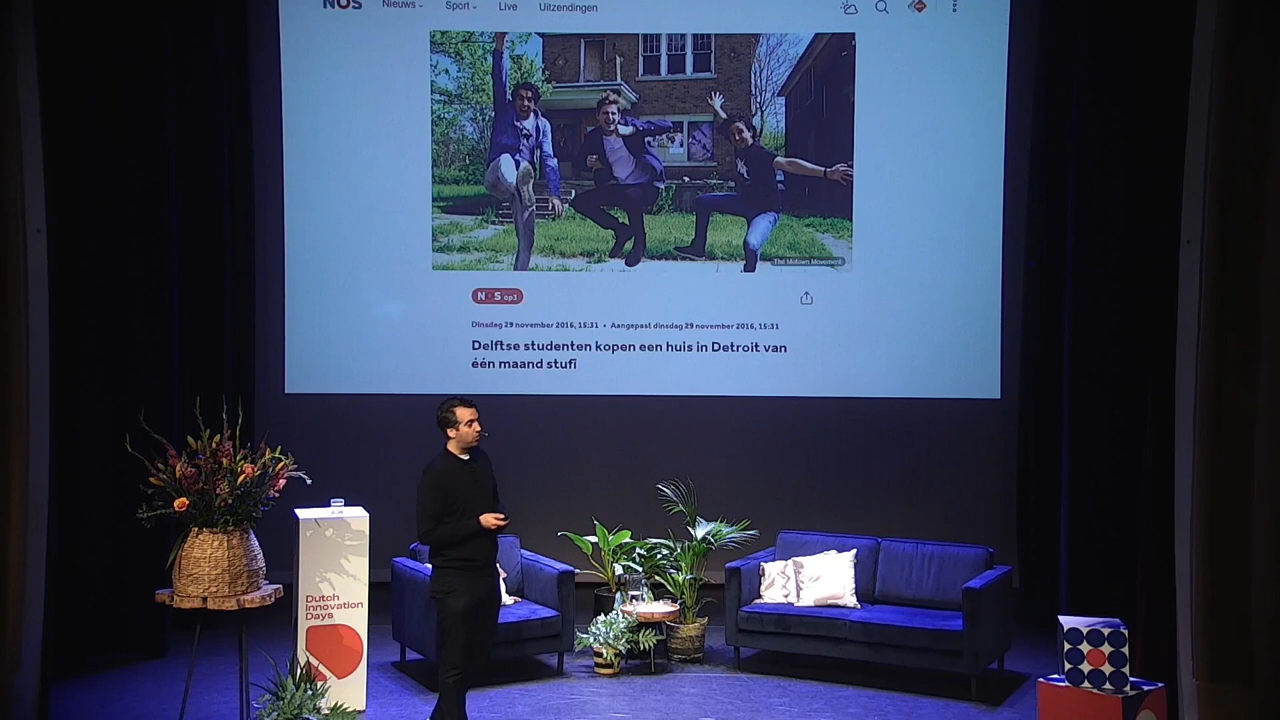 NOS Nieuws Sport Live Uitzendingen
The Motown Movement
NOS op3
Dinsdag 29 november 2016, 15:31 • Aangepast dinsdag 29 november 2016, 15:31
Delftse studenten kopen een huis in Detroit van
één maand stufi
Dutch
Innovation
Days